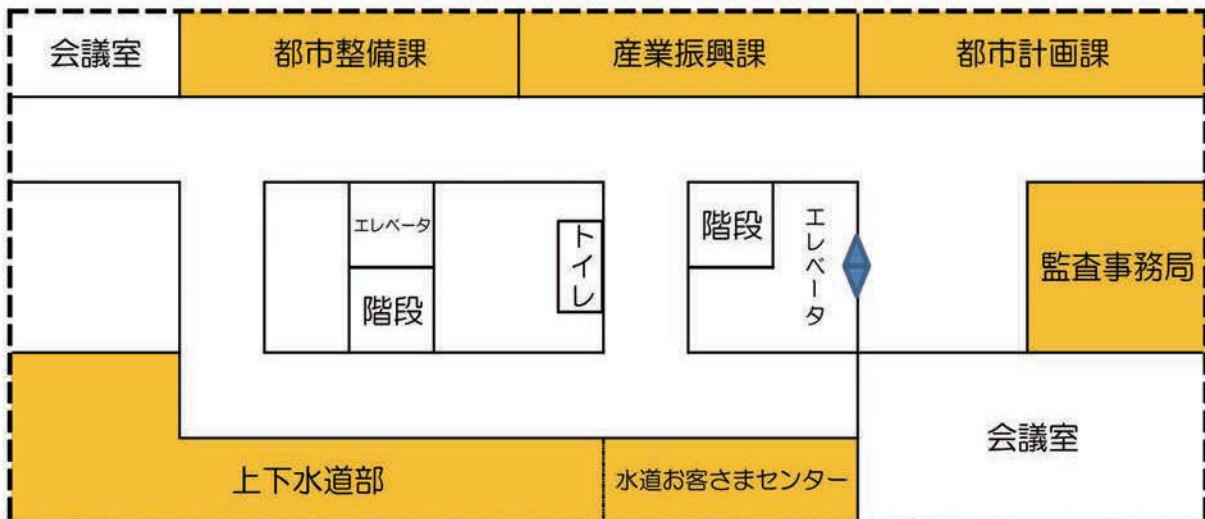 会議室
都市整備課
産業振興課
都市計画課
エレベータ
階段
トイレ
階段
エレベータ
監査事務局
上下水道部
水道お客さまセンター
会議室